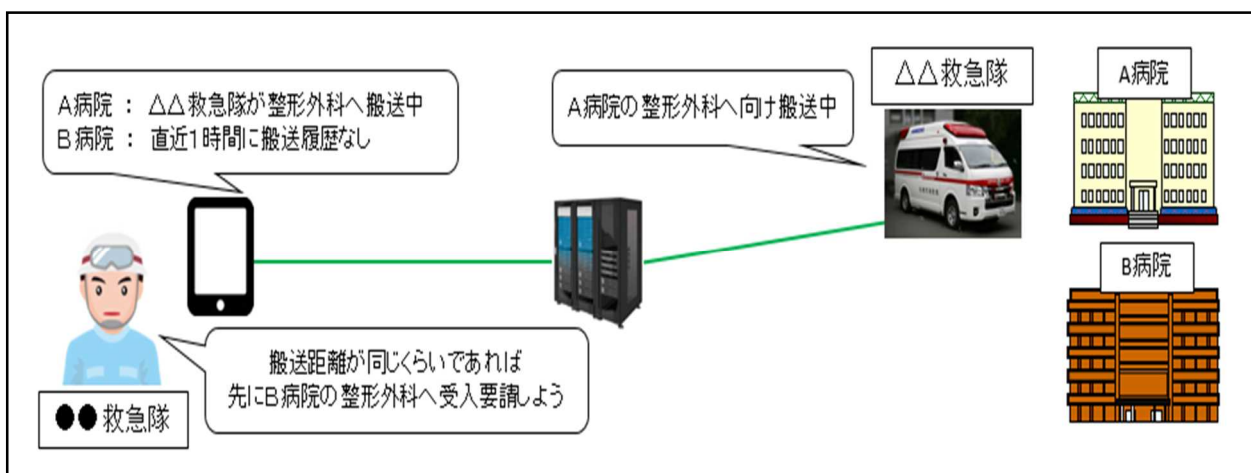 A病院 : △△救急隊が整形外科へ搬送中
B病院 : 直近1時間に搬送履歴なし
A病院の整形外科へ向け搬送中
△△救急隊
A病院
B病院
搬送距離が同じくらいであれば
先にB病院の整形外科へ受入要請しよう
●●救急隊